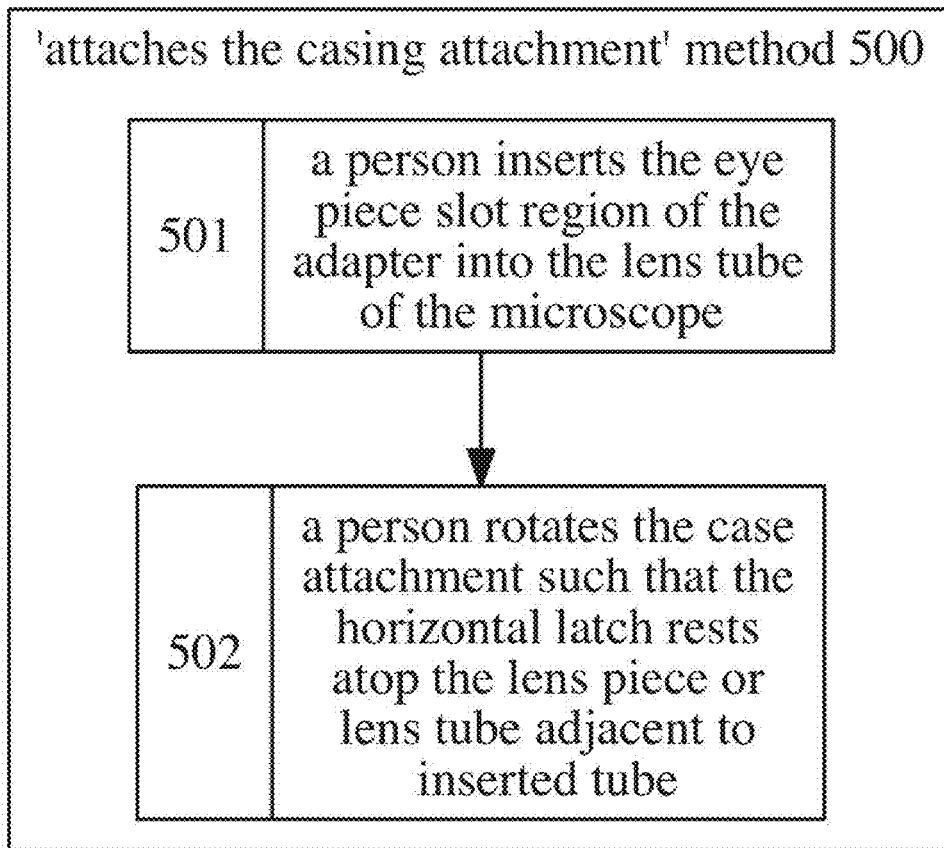 'attaches the casing attachment' method 500
501
a person inserts the eye
piece slot region of the
adapter into the lens tube
of the microscope
502
a person rotates the case
attachment such that the
horizontal latch rests
atop the lens piece or
lens tube adjacent to
inserted tube